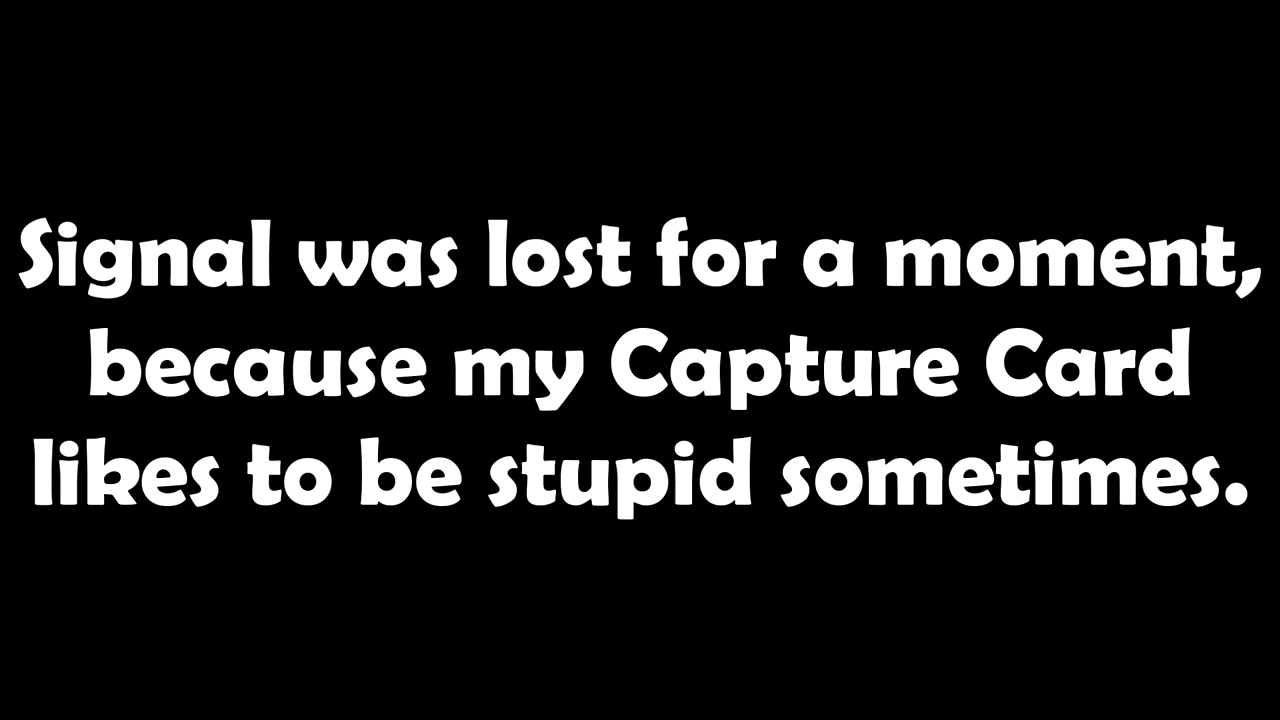 Signal was lost for a moment,
because my Capture Card
likes to be stupid sometimes.